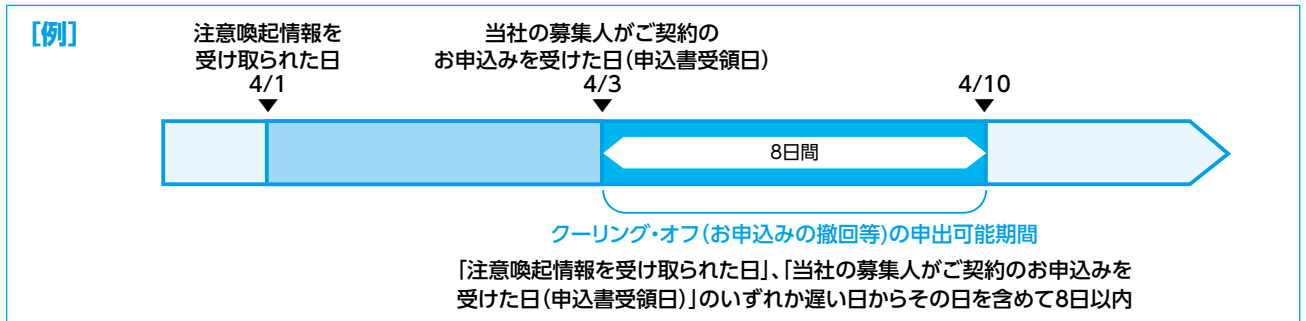 ［例］
注意喚起情報を
受け取られた日
4/1
当社の募集人がご契約の
お申込みを受けた日（申込書受領日）
4/3
4/10
8日間
クーリング・オフ（お申込みの撤回等）の申出可能期間
「注意喚起情報を受け取られた日」、「当社の募集人がご契約のお申込みを
受けた日（申込書受領日）」のいずれか遅い日からその日を含めて8日以内